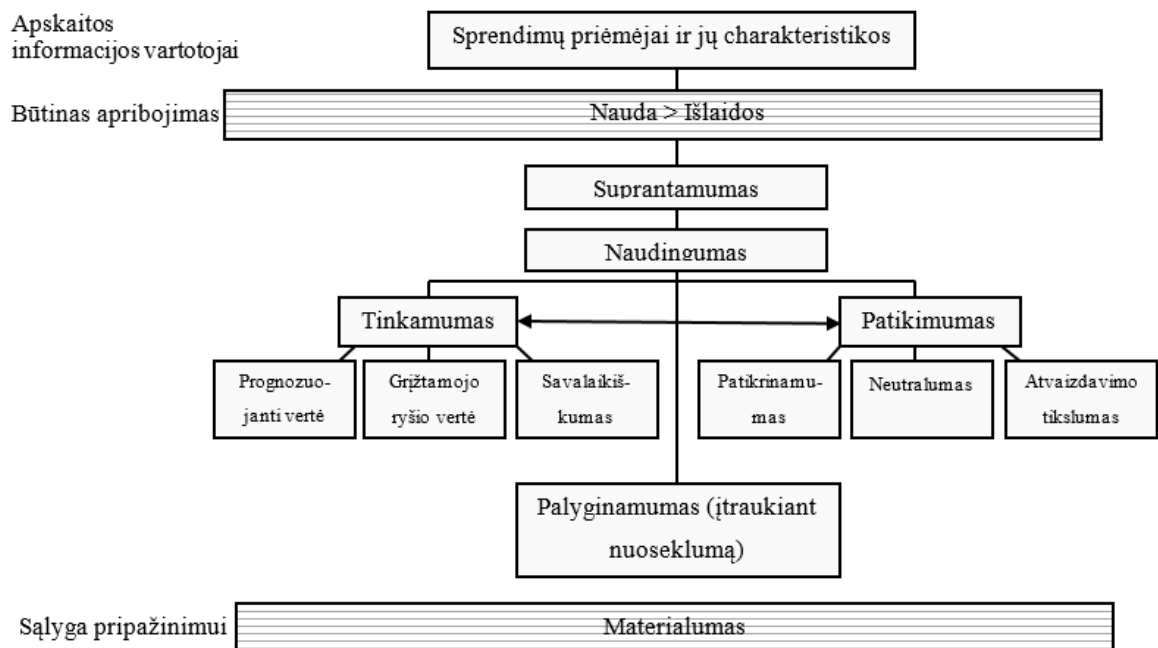 Apskaitos
informacijos vartotojai
Sprendimų priėmėjai ir jų charakteristikos
Būtinas apribojimas
Nauda > Išlaidos
Suprantamumas
Naudingumas
Tinkamumas
Patikimumas
Prognozuo-
janti vertė
Grįžtamojo
ryšio vertė
Savalaikiš-
kumas
Patikrinamu-
mas
Neutralumas
Atvaizdavimo
tikslumas
Palyginamumas (įtraukiant
nuoseklumą)
Sąlyga pripažinimui
Materialumas